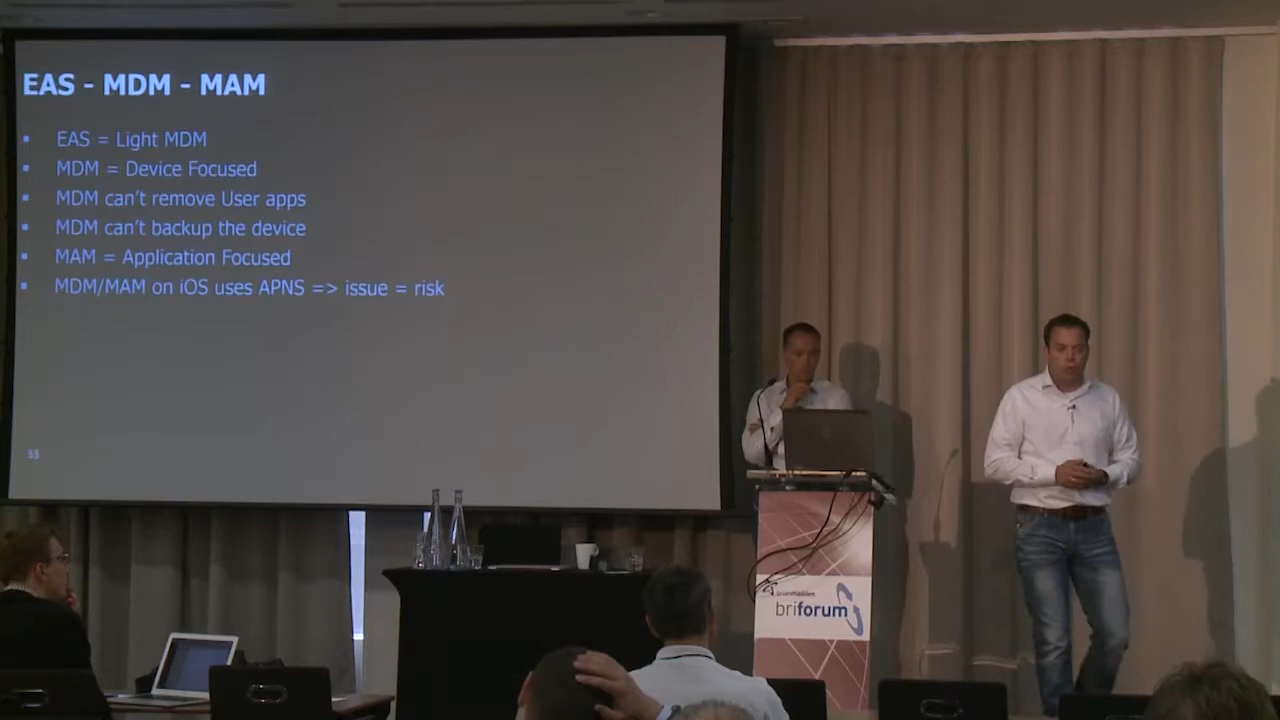 EAS - MDM - MAM
▪ EAS = Light MDM
▪ MDM = Device Focused
▪ MDM can't remove User apps
▪ MDM can't backup the device
▪ MAM = Application Focused
▪ MDM/MAM on iOS uses APNS => issue = risk
briforum